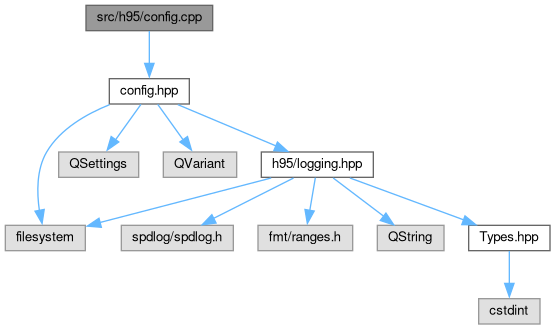 src/h95/config.cpp
config.hpp
QSettings
QVariant
h95/logging.hpp
filesystem
spdlog/spdlog.h
fmt/ranges.h
QString
Types.hpp
cstdint